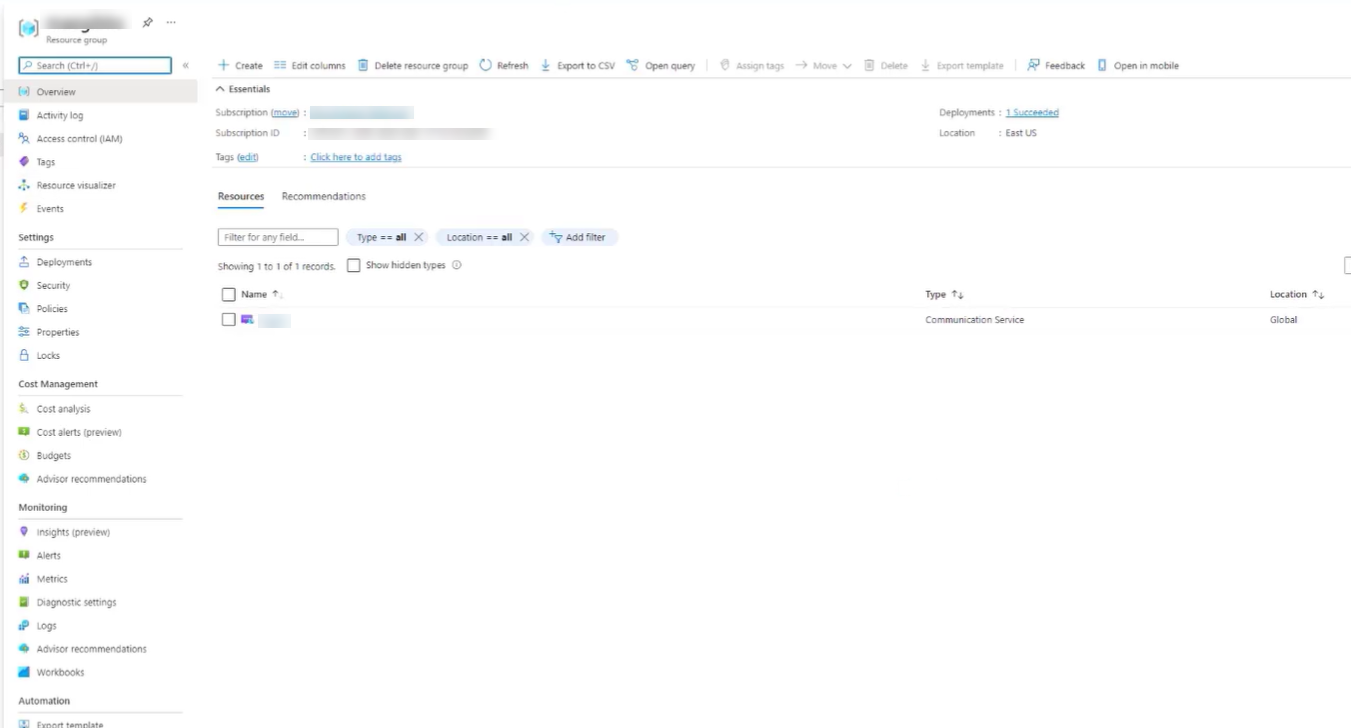 Resource group
Search (Ctrl+/)
«
Overview
Activity log
Access control (IAM)
Tags
Resource visualizer
Events
Settings
Deployments
Security
Policies
Properties
Locks
Cost Management
Cost analysis
Cost alerts (preview)
Budgets
Advisor recommendations
Monitoring
Insights (preview)
Alerts
Metrics
Diagnostic settings
Logs
Advisor recommendations
Workbooks
Automation
Export template
Create Edit columns Delete resource group Refresh Export to CSV Open query Assign tags Move Delete Export template Feedback Open in mobile
Essentials
Subscription (move) : Deployments : 1 Succeeded
Subscription ID : Location : East US
Tags (edit) : Click here to add tags
Resources Recommendations
Filter for any field... Type == all Location == all Add filter
Showing 1 to 1 of 1 records. Show hidden types
Name Type Location
Communication Service Global